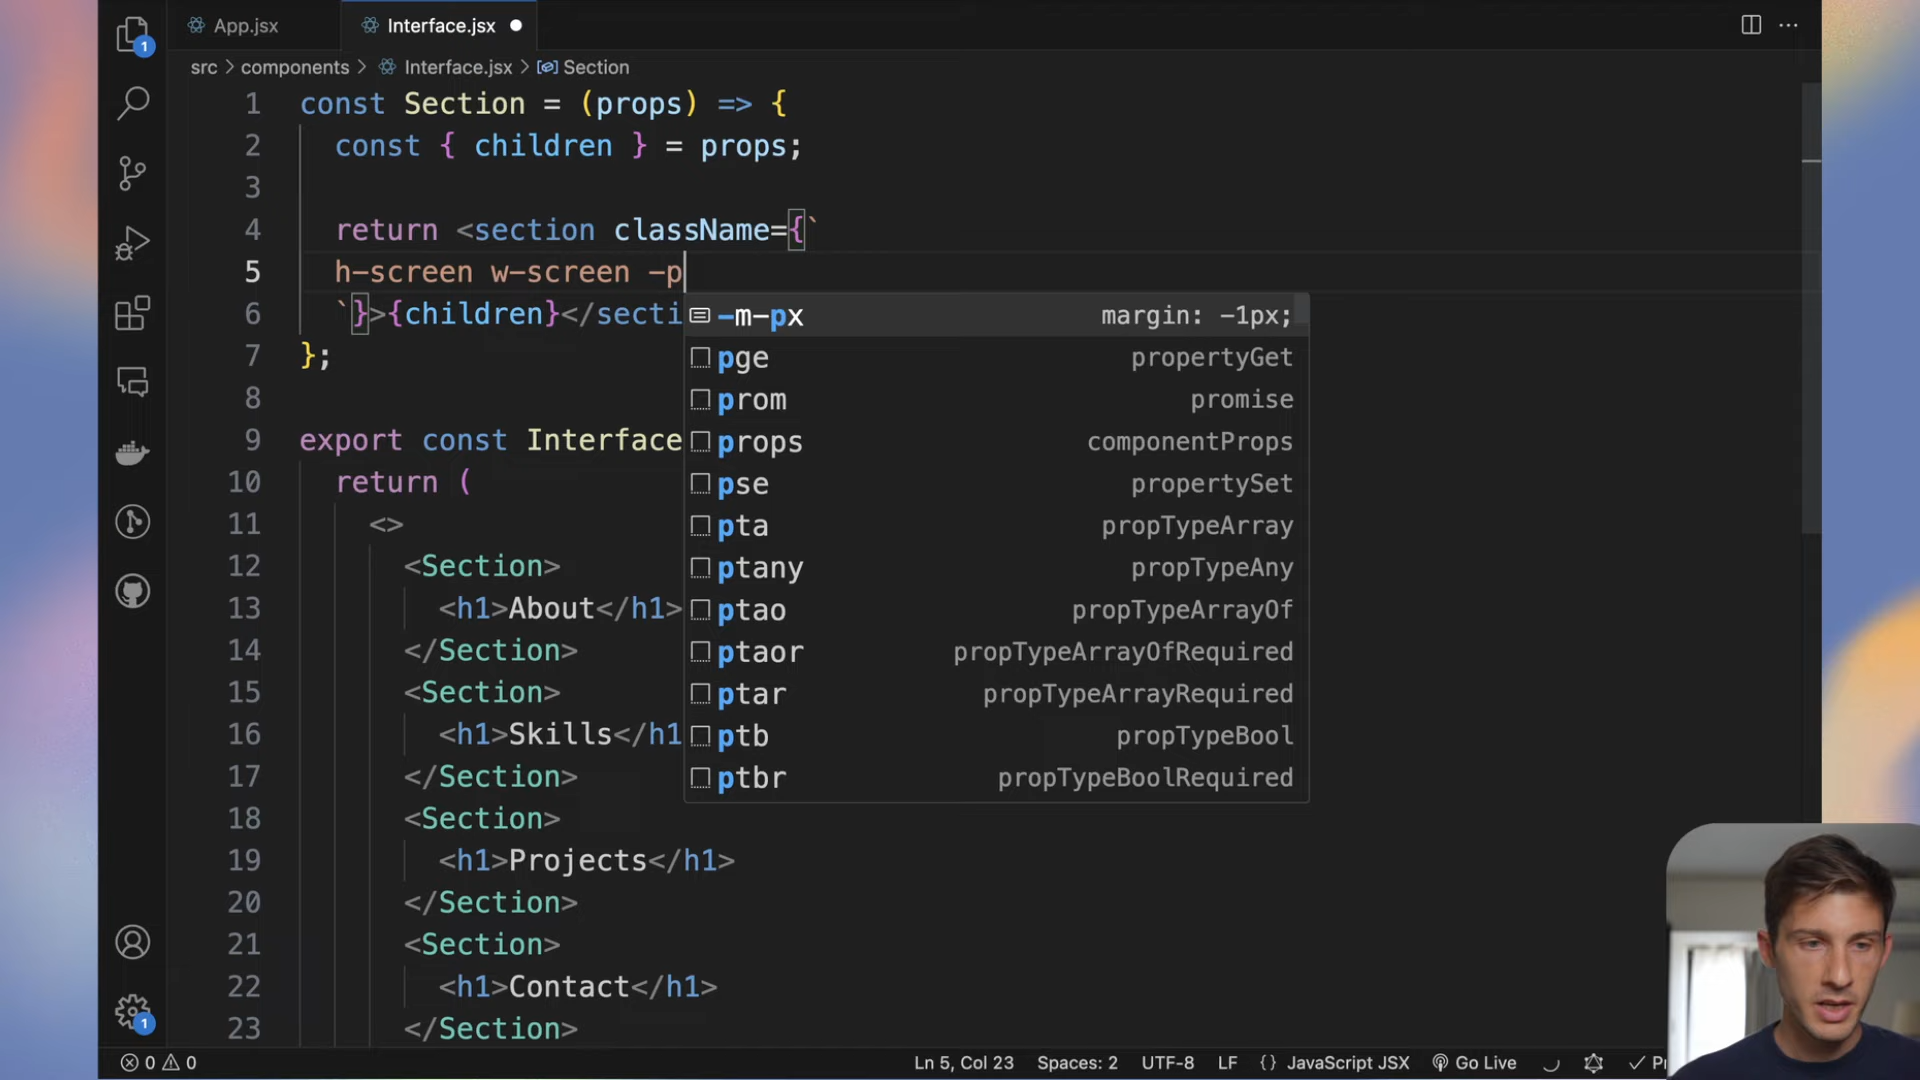 App.jsx
Interface.jsx
src > components > Interface.jsx > Section
1 const Section = (props) => {
2 const { children } = props;
3
4 return <section className={`
5 h-screen w-screen -p
6 `}>{children}</secti
7 };
8
9 export const Interface
10 return (
11 <>
12 <Section>
13 <h1>About</h1>
14 </Section>
15 <Section>
16 <h1>Skills</h1
17 </Section>
18 <Section>
19 <h1>Projects</h1>
20 </Section>
21 <Section>
22 <h1>Contact</h1>
23 </Section>
-m-px margin: -1px;
pge propertyGet
prom promise
props componentProps
pse propertySet
pta propTypeArray
ptany propTypeAny
ptao propTypeArrayOf
ptaor propTypeArrayOfRequired
ptar propTypeArrayRequired
ptb propTypeBool
ptbr propTypeBoolRequired
1
1
0 0 Ln 5, Col 23 Spaces: 2 UTF-8 LF {} JavaScript JSX Go Live